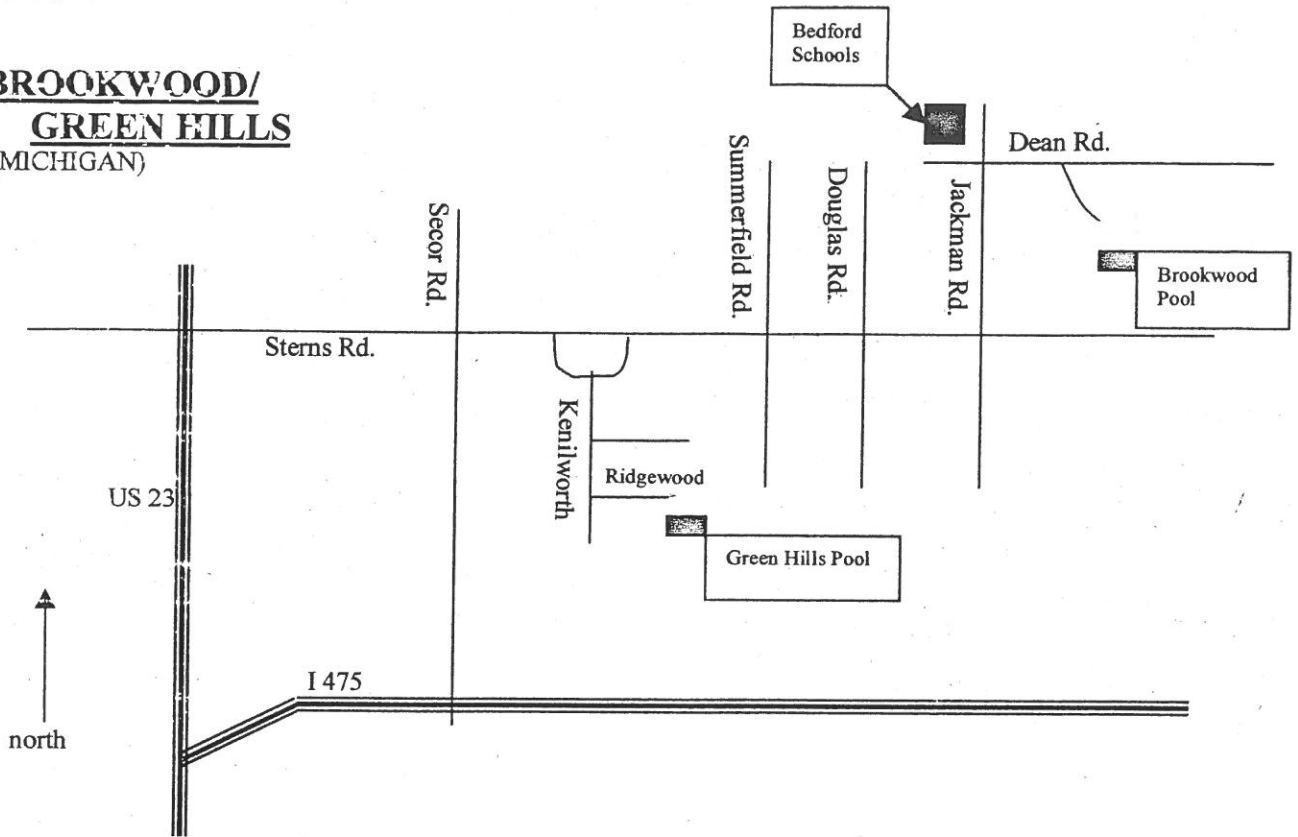 BROOKWOOD/
GREEN HILLS
MICHIGAN)
Bedford
Schools
Dean Rd.
Summerfield Rd.
Douglas Rd.
Jackman Rd.
Secor Rd.
Brookwood
Pool
Sterns Rd.
Kenilworth
Ridgewood
US 23
Green Hills Pool
I 475
north